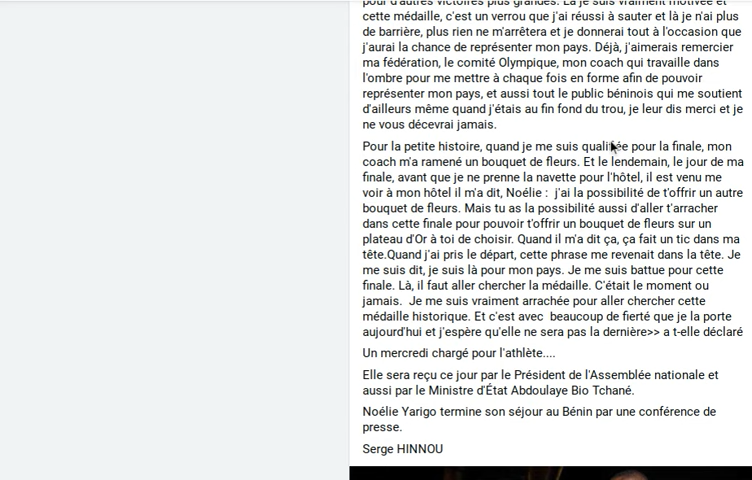 pour d'autres victoires plus grandes. Là je suis vraiment motivée et
cette médaille, c'est un verrou que j'ai réussi à sauter et là je n'ai plus
de barrière, plus rien ne m'arrêtera et je donnerai tout à l'occasion que
j'aurai la chance de représenter mon pays. Déjà, j'aimerais remercier
ma fédération, le comité Olympique, mon coach qui travaille dans
l'ombre pour me mettre à chaque fois en forme afin de pouvoir
représenter mon pays, et aussi tout le public béninois qui me soutient
d'ailleurs même quand j'étais au fin fond du trou, je leur dis merci et je
ne vous décevrai jamais.
Pour la petite histoire, quand je me suis qualifiée pour la finale, mon
coach m'a ramené un bouquet de fleurs. Et le lendemain, le jour de ma
finale, avant que je ne prenne la navette pour l'hôtel, il est venu me
voir à mon hôtel il m'a dit, Noélie :  j'ai la possibilité de t'offrir un autre
bouquet de fleurs. Mais tu as la possibilité aussi d'aller t'arracher
dans cette finale pour pouvoir t'offrir un bouquet de fleurs sur un
plateau d'Or à toi de choisir. Quand il m'a dit ça, ça fait un tic dans ma
tête.Quand j'ai pris le départ, cette phrase me revenait dans la tête. Je
me suis dit, je suis là pour mon pays. Je me suis battue pour cette
finale. Là, il faut aller chercher la médaille. C'était le moment ou
jamais.  Je me suis vraiment arrachée pour aller chercher cette
médaille historique. Et c'est avec  beaucoup de fierté que je la porte
aujourd'hui et j'espère qu'elle ne sera pas la dernière>> a t-elle déclaré
Un mercredi chargé pour l'athlète....
Elle sera reçu ce jour par le Président de l'Assemblée nationale et
aussi par le Ministre d'État Abdoulaye Bio Tchané.
Noélie Yarigo termine son séjour au Bénin par une conférence de
presse.
Serge HINNOU